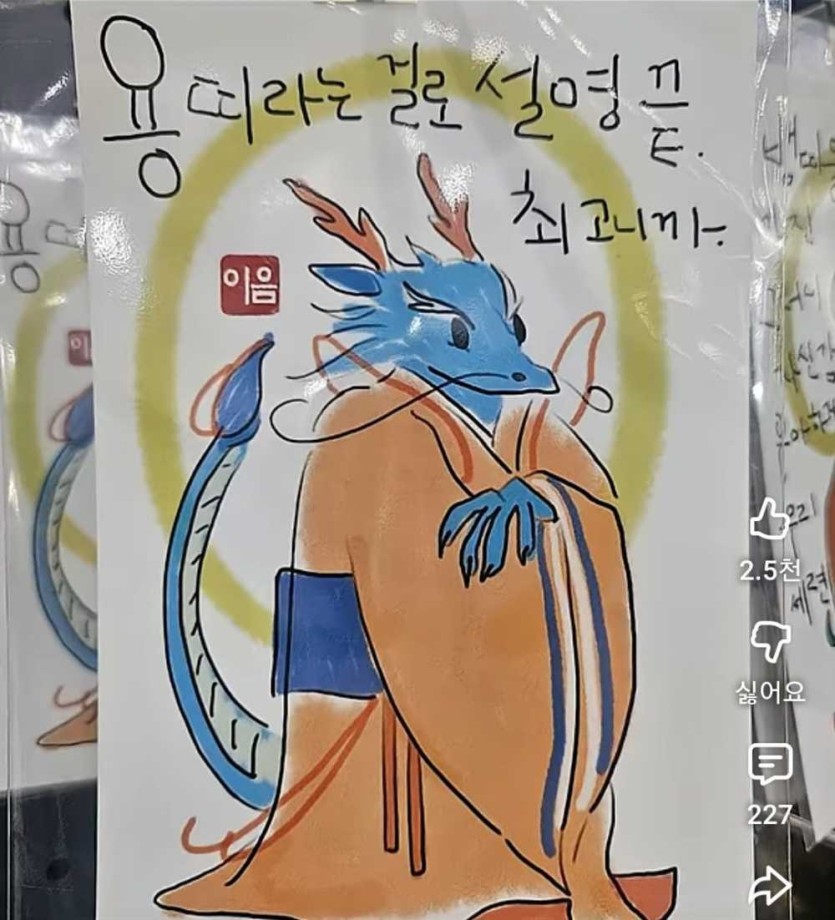 용띠라는 걸로 설명 끝.
최고니까.
이음
2.5천
싫어요
227